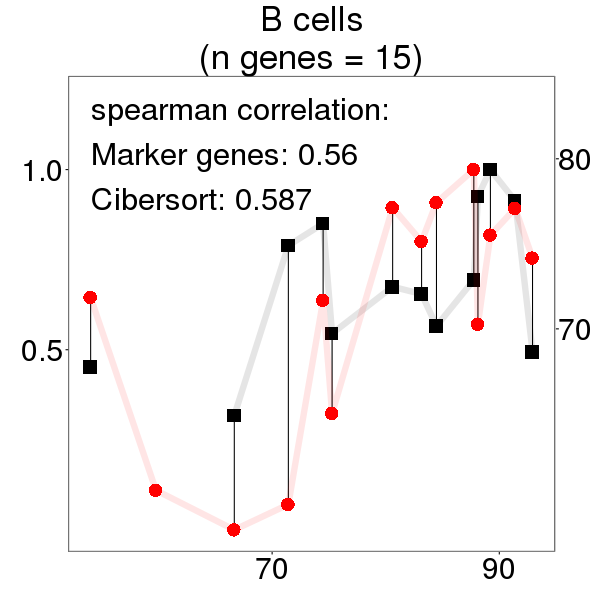 B cells
(n genes = 15)
spearman correlation:
Marker genes: 0.56
Cibersort: 0.587
1.0
0.5
80
70
70
90